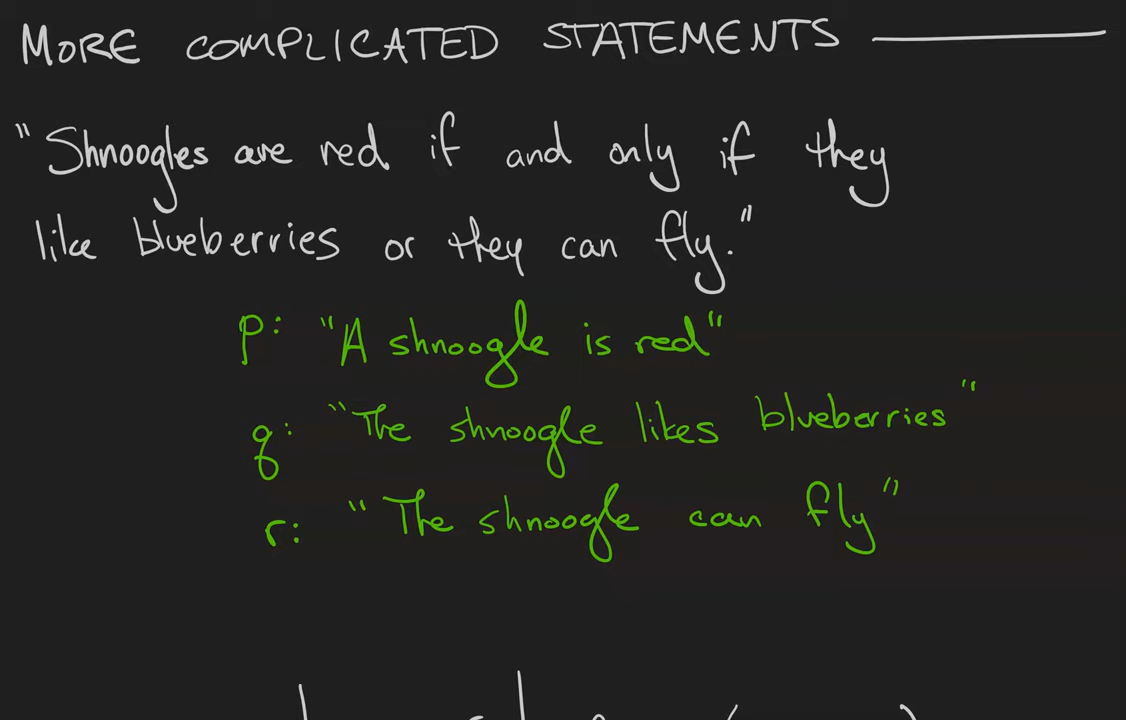 MORE COMPLICATED STATEMENTS
"Shnoogles are red if and only if they
like blueberries or they can fly."
p: "A shnoogle is red"
q: "The shnoogle likes blueberries"
r: "The shnoogle can fly"